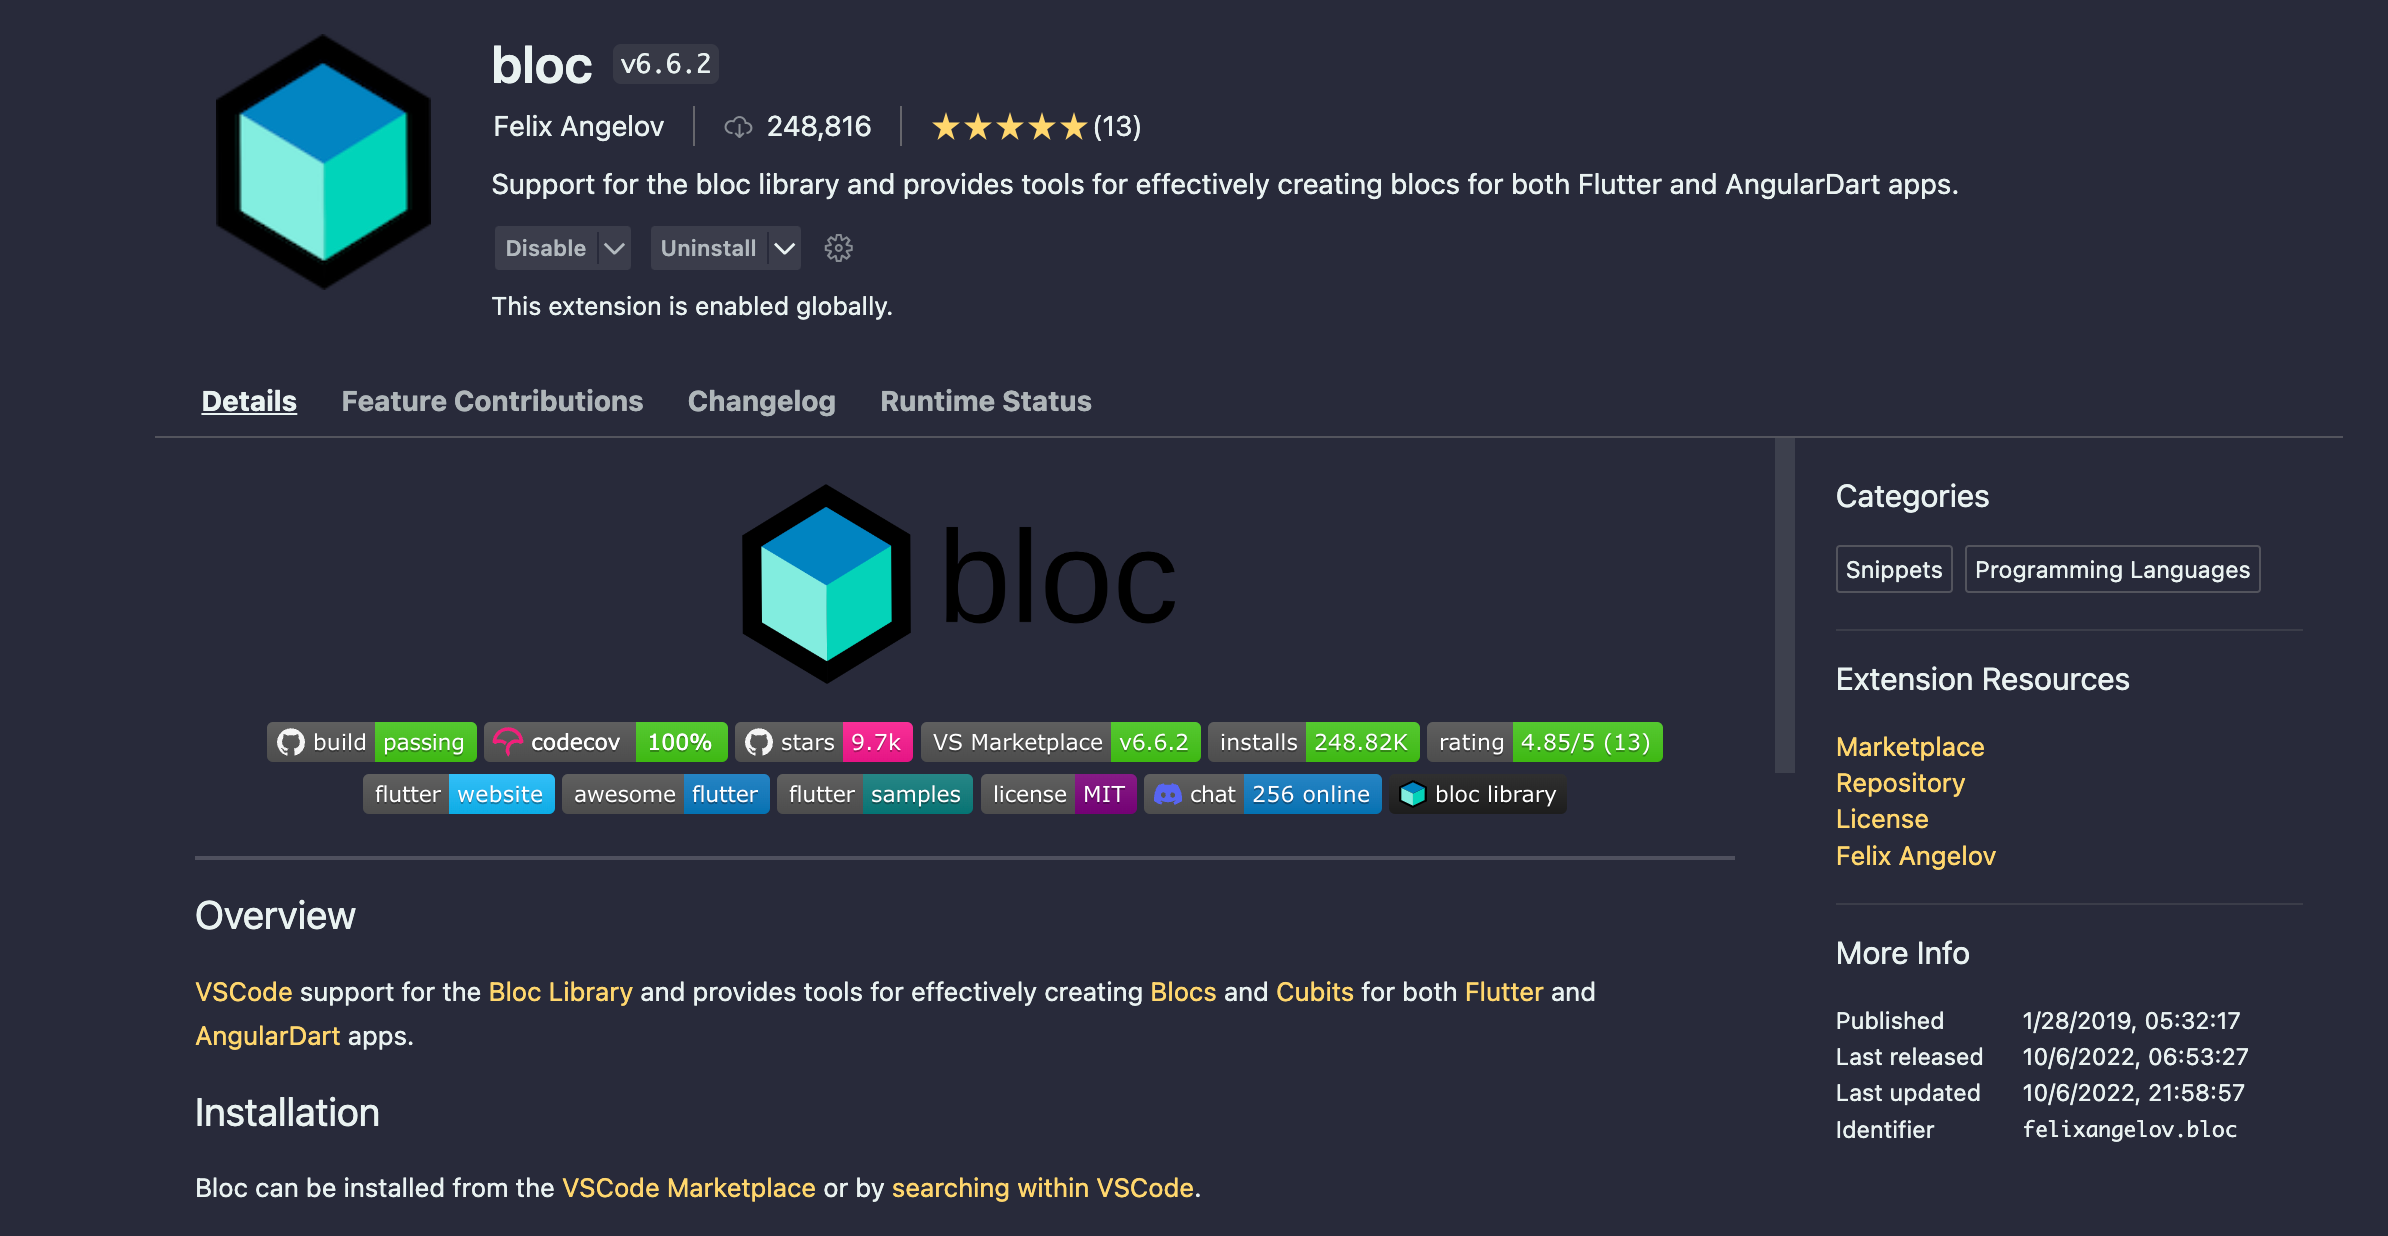 bloc v6.6.2
Felix Angelov 248,816 (13)
Support for the bloc library and provides tools for effectively creating blocs for both Flutter and AngularDart apps.
Disable Uninstall
This extension is enabled globally.
Details Feature Contributions Changelog Runtime Status
bloc
build passing codecov 100% stars 9.7k VS Marketplace v6.6.2 installs 248.82K rating 4.85/5 (13)
flutter website awesome flutter flutter samples license MIT chat 256 online bloc library
Overview
VSCode support for the Bloc Library and provides tools for effectively creating Blocs and Cubits for both Flutter and
AngularDart apps.
Installation
Bloc can be installed from the VSCode Marketplace or by searching within VSCode.
Categories
Snippets Programming Languages
Extension Resources
Marketplace
Repository
License
Felix Angelov
More Info
Published 1/28/2019, 05:32:17
Last released 10/6/2022, 06:53:27
Last updated 10/6/2022, 21:58:57
Identifier felixangelov.bloc